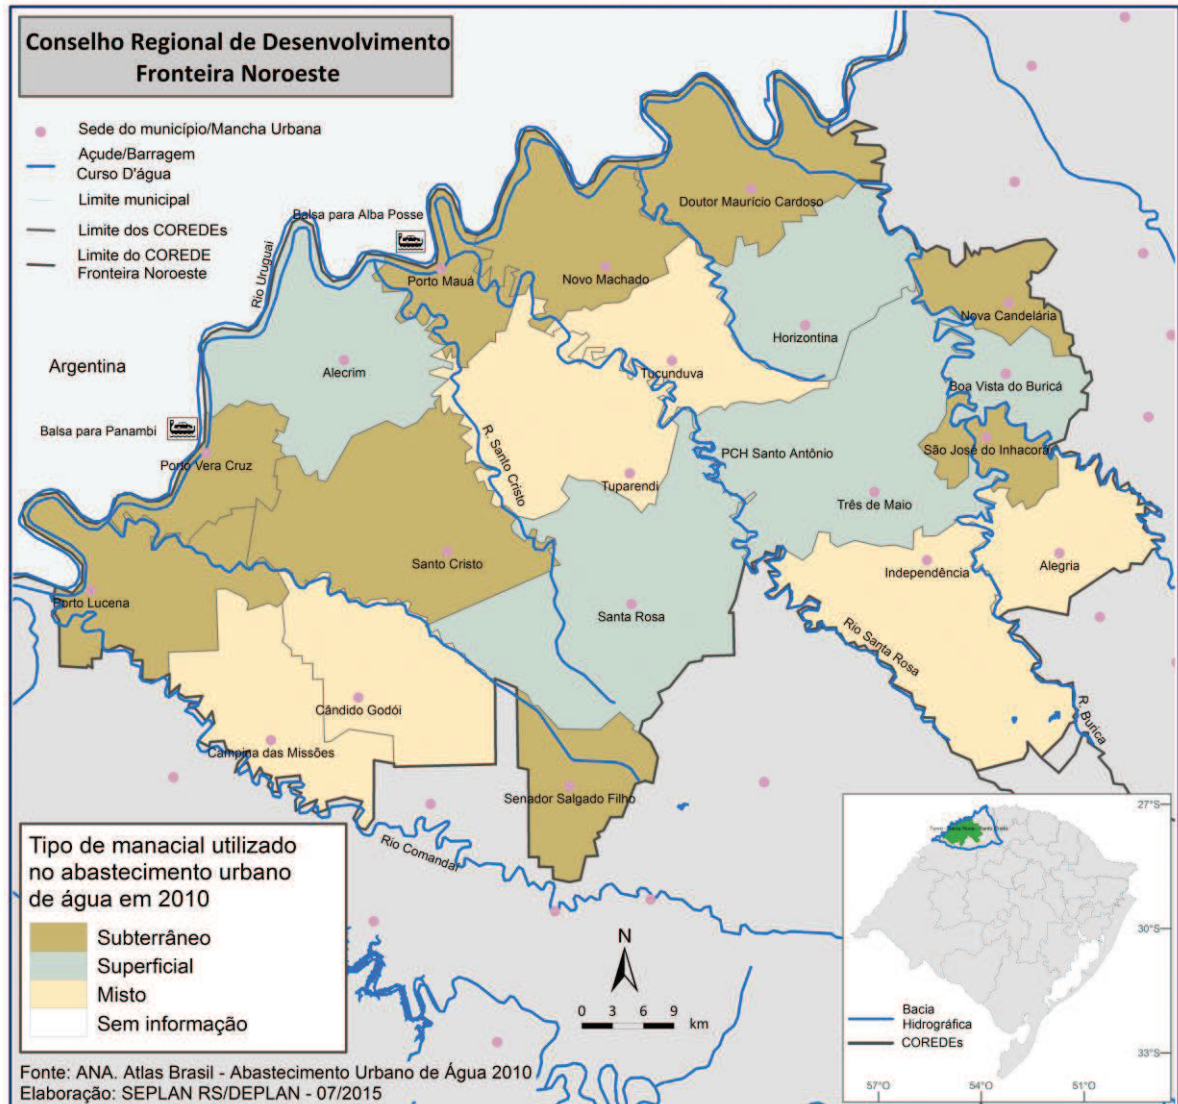 Conselho Regional de Desenvolvimento
Fronteira Noroeste
Sede do município/Mancha Urbana
Açude/Barragem
Curso D'água
Limite municipal
Limite dos COREDEs
Limite do COREDE
Fronteira Noroeste
Balsa para Alba Posse
Rio Uruguai
Argentina
Balsa para Panambi
Doutor Maurício Cardoso
Porto Mauá
Novo Machado
Nova Candelária
Horizontina
Alecrim
Tucunduva
Boa Vista do Buricá
R. Santo Cristo
Porto Vera Cruz
PCH Santo Antônio
São José do Inhacorá
Tuparendi
Três de Maio
Santo Cristo
Independência
Alegria
Porto Lucena
Santa Rosa
Rio Santa Rosa
R. Burica
Cândido Godói
Campina das Missões
Senador Salgado Filho
Rio Comandaí
Tipo de manacial utilizado
no abastecimento urbano
de água em 2010
Subterrâneo
Superficial
Misto
Sem informação
N
0 3 6 9
km
27°S
30°S
33°S
57°O
54°O
51°O
Bacia
Hidrográfica
COREDEs
Fonte: ANA. Atlas Brasil - Abastecimento Urbano de Água 2010
Elaboração: SEPLAN RS/DEPLAN - 07/2015